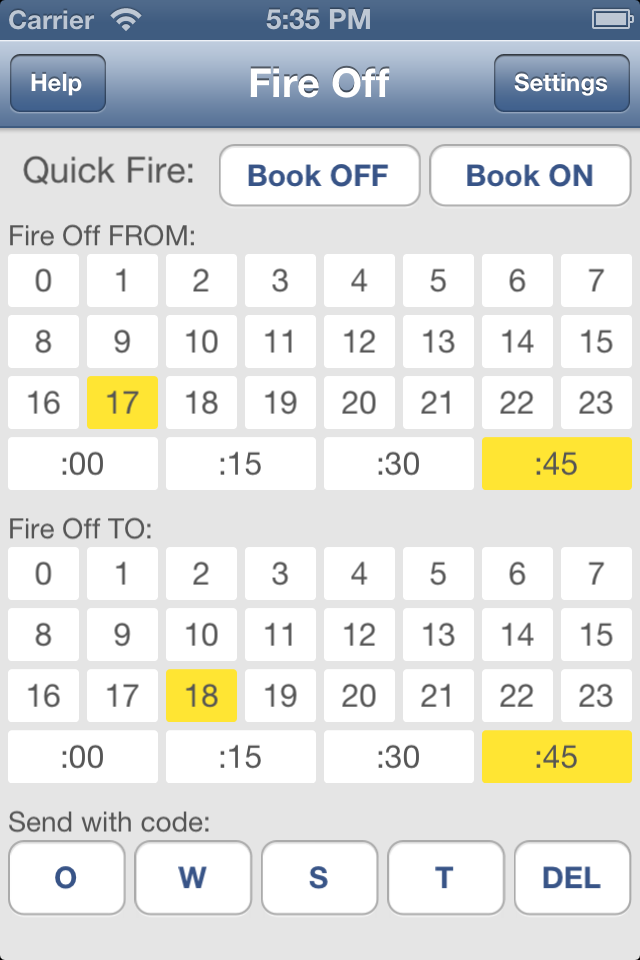 Carrier 5:35 PM
Help Fire Off Settings
Quick Fire: Book OFF Book ON
Fire Off FROM:
0 1 2 3 4 5 6 7
8 9 10 11 12 13 14 15
16 17 18 19 20 21 22 23
:00 :15 :30 :45
Fire Off TO:
0 1 2 3 4 5 6 7
8 9 10 11 12 13 14 15
16 17 18 19 20 21 22 23
:00 :15 :30 :45
Send with code:
O W S T DEL